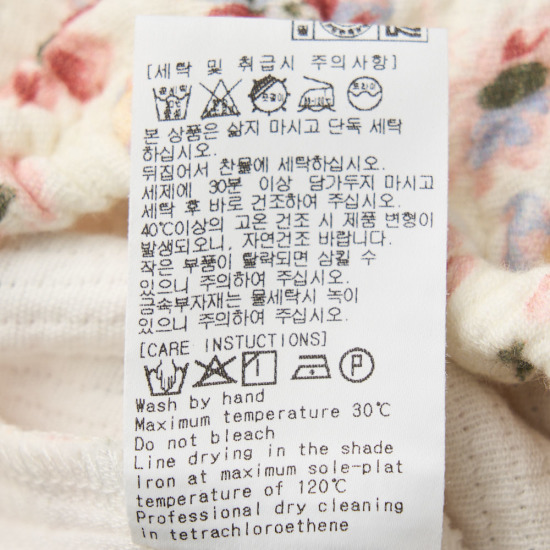 [세탁 및 취급시 주의사항]
본 상품은 삶지 마시고 단독 세탁
하십시오.
뒤집어서 찬물에 세탁하십시오.
세제에 30분 이상 담가두지 마시고
세탁 후 바로 건조하여 주십시오.
40℃이상의 고온 건조 시 제품 변형이
발생되오니, 자연건조 바랍니다.
작은 부품이 탈락되면 삼킬 수
있으니 주의하여 주십시오.
금속부자재는 물세탁시 녹이
있으니 주의하여 주십시오.
[CARE INSTUCTIONS]
P
Wash by hand
Maximum temperature 30℃
Do not bleach
Line drying in the shade
Iron at maximum sole-plat
temperature of 120℃
Professional dry cleaning
in tetrachloroethene